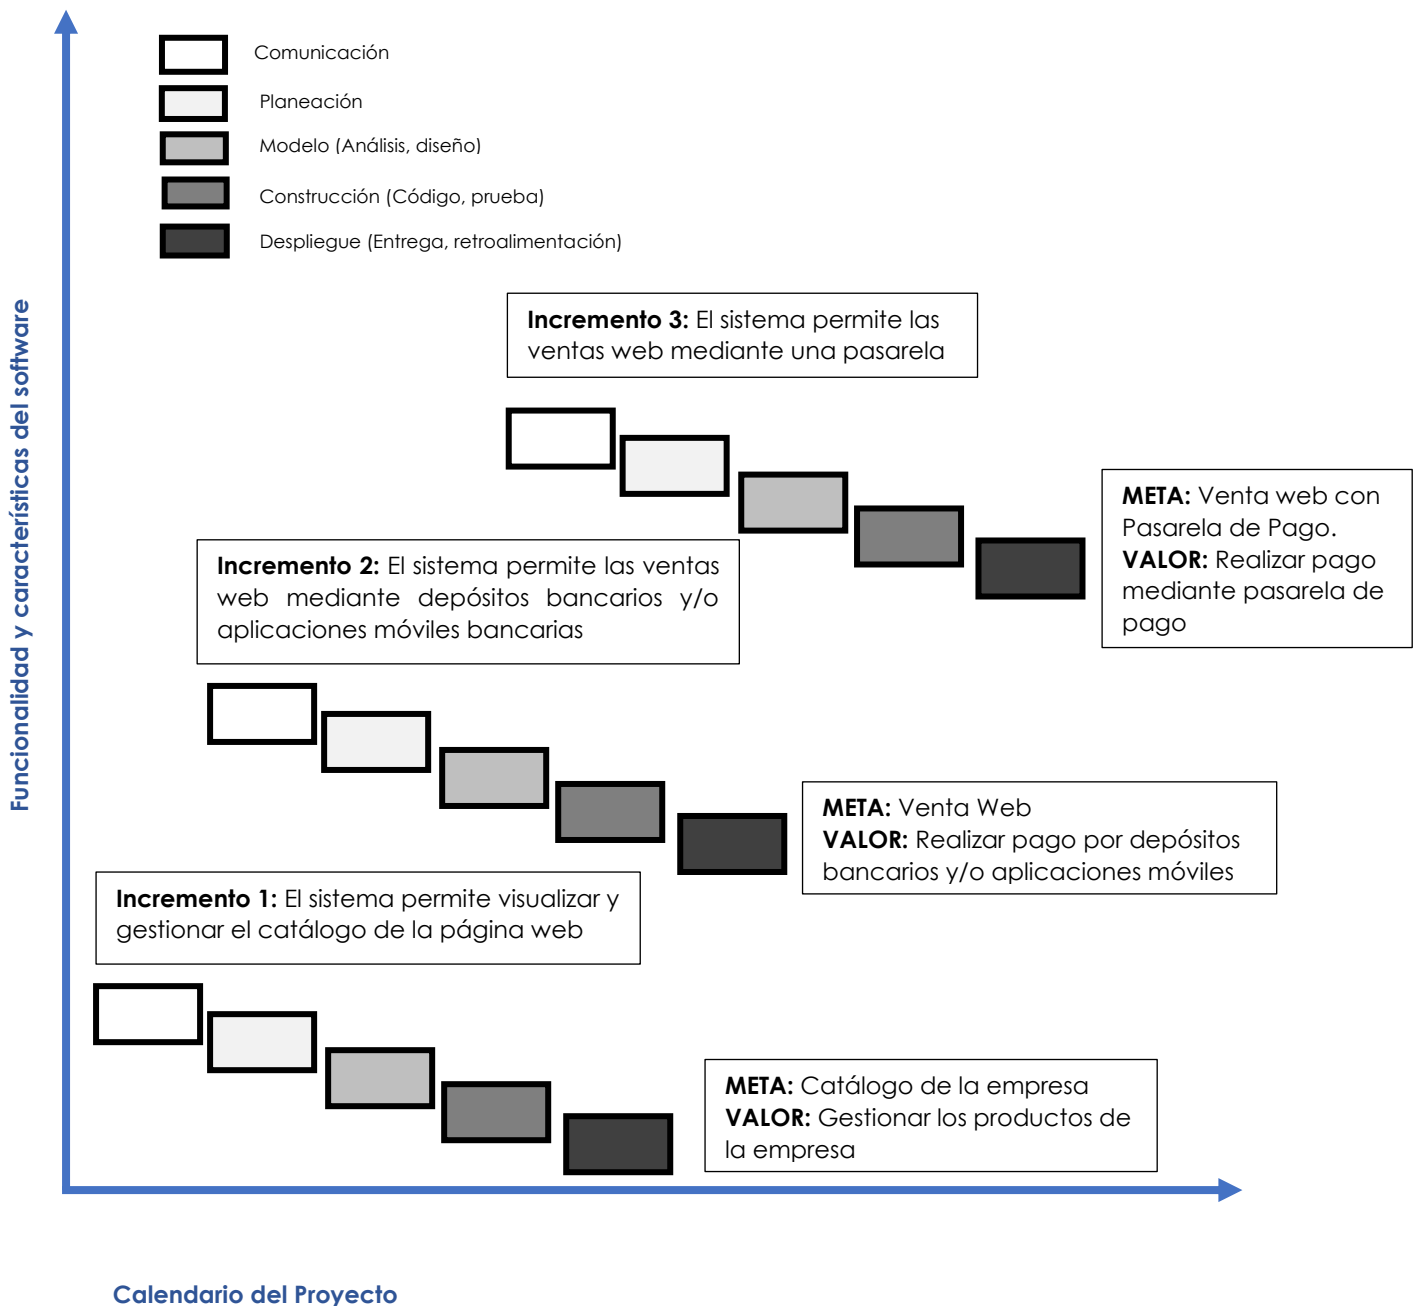 Comunicación
Planeación
Modelo (Análisis, diseño)
Construcción (Código, prueba)
Despliegue (Entrega, retroalimentación)
Funcionalidad y características del software
Incremento 3: El sistema permite las
ventas web mediante una pasarela
META: Venta web con
Pasarela de Pago.
VALOR: Realizar pago
mediante pasarela de
pago
Incremento 2: El sistema permite las ventas
web mediante depósitos bancarios y/o
aplicaciones móviles bancarias
META: Venta Web
VALOR: Realizar pago por depósitos
bancarios y/o aplicaciones móviles
Incremento 1: El sistema permite visualizar y
gestionar el catálogo de la página web
META: Catálogo de la empresa
VALOR: Gestionar los productos de
la empresa
Calendario del Proyecto